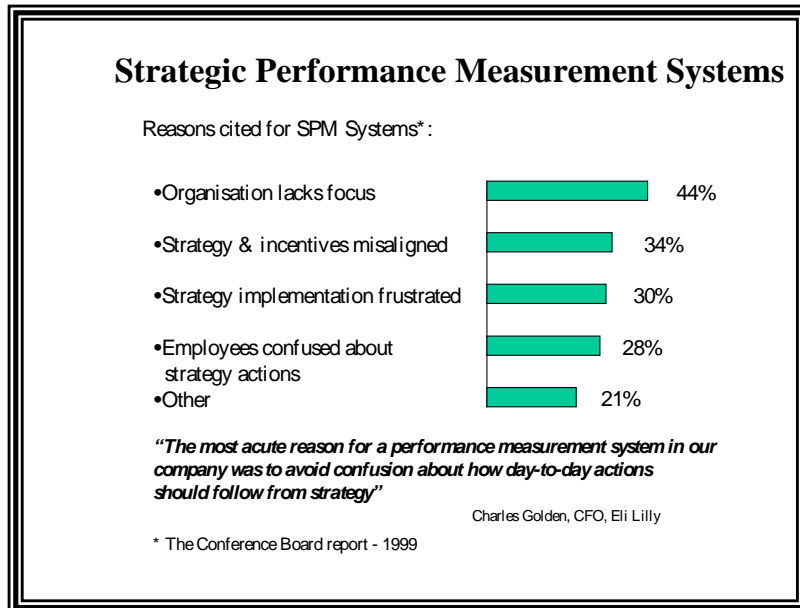 Strategic Performance Measurement Systems
Reasons cited for SPM Systems*:
•Organisation lacks focus 44%
•Strategy & incentives misaligned 34%
•Strategy implementation frustrated 30%
•Employees confused about 28%
strategy actions
•Other 21%
“The most acute reason for a performance measurement system in our
company was to avoid confusion about how day-to-day actions
should follow from strategy”
Charles Golden, CFO, Eli Lilly
* The Conference Board report - 1999